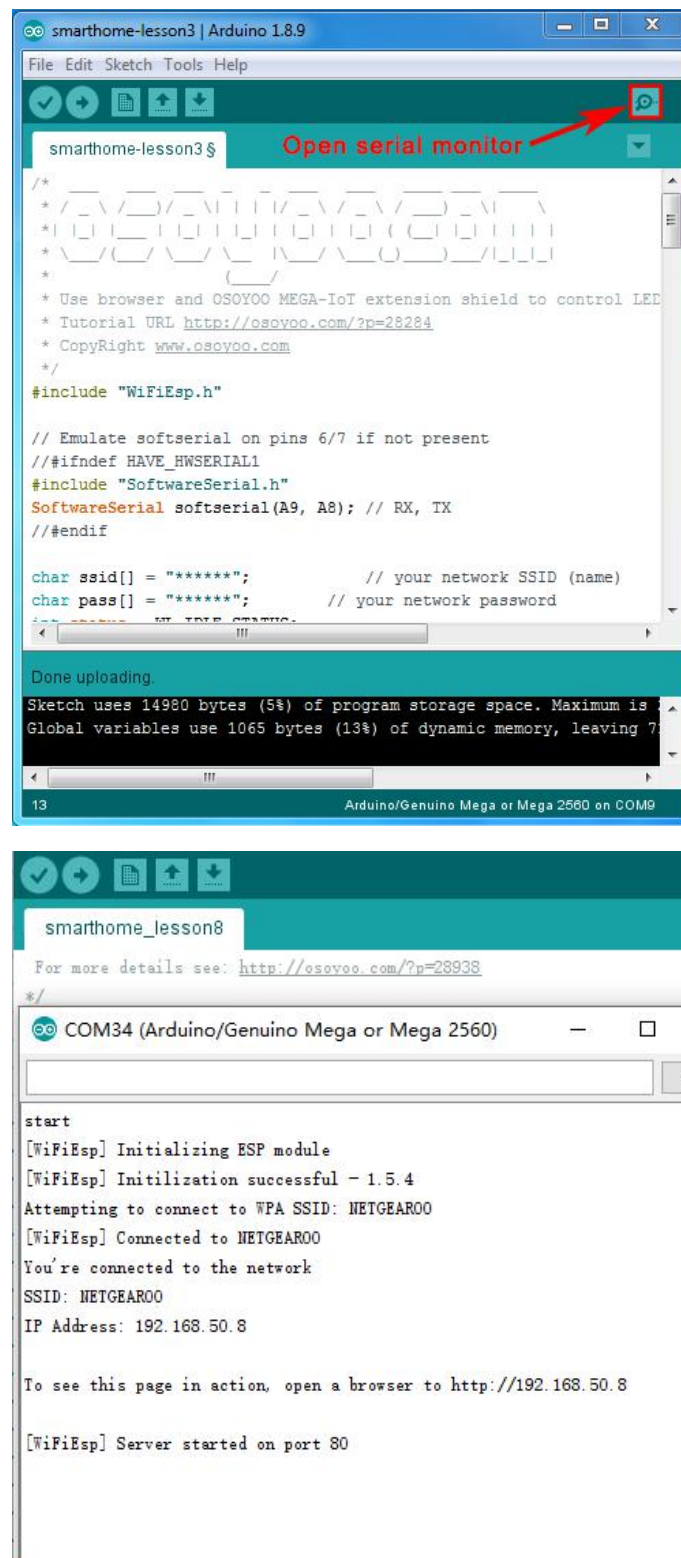 smarthome-lesson3 | Arduino 1.8.9
File Edit Sketch Tools Help
Open serial monitor
smarthome-lesson3 §
/*
* Use browser and OSOYOO MEGA-IoT extension shield to control LED
* Tutorial URL http://osoyoo.com/?p=28284
* CopyRight www.osoyoo.com
*/
#include "WiFiEsp.h"
// Emulate softserial on pins 6/7 if not present
//#ifndef HAVE_HWSERIAL1
#include "SoftwareSerial.h"
SoftwareSerial softserial(A9, A8); // RX, TX
//#endif
char ssid[] = "******"; // your network SSID (name)
char pass[] = "******"; // your network password
int status = WL_IDLE_STATUS;
Done uploading.
Sketch uses 14980 bytes (5%) of program storage space. Maximum is
Global variables use 1065 bytes (13%) of dynamic memory, leaving 7
13 Arduino/Genuino Mega or Mega 2560 on COM9
smarthome_lesson8
For more details see: http://osoyoo.com/?p=28938
*/
COM34 (Arduino/Genuino Mega or Mega 2560)
start
[WiFiEsp] Initializing ESP module
[WiFiEsp] Initilization successful - 1.5.4
Attempting to connect to WPA SSID: NETGEAR00
[WiFiEsp] Connected to NETGEAR00
You're connected to the network
SSID: NETGEAR00
IP Address: 192.168.50.8
To see this page in action, open a browser to http://192.168.50.8
[WiFiEsp] Server started on port 80